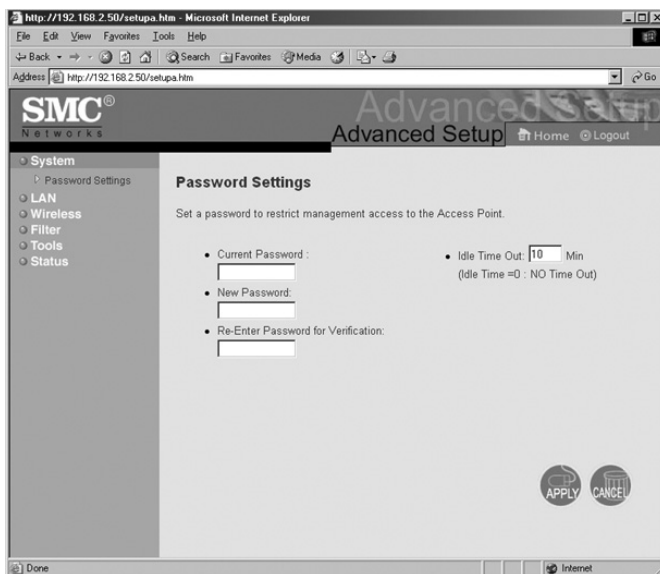 http://192.168.2.50/setupa.htm - Microsoft Internet Explorer
File Edit View Favorites Tools Help
Back Search Favorites Media
Address http://192.168.2.50/setupa.htm Go
SMC®
Networks
Advanced Setup
Advanced Setup Home Logout
System
Password Settings
LAN
Wireless
Filter
Tools
Status
Password Settings
Set a password to restrict management access to the Access Point.
• Current Password :
• New Password:
• Re-Enter Password for Verification:
• Idle Time Out: 10 Min
(Idle Time =0 : NO Time Out)
APPLY CANCEL
Done Internet